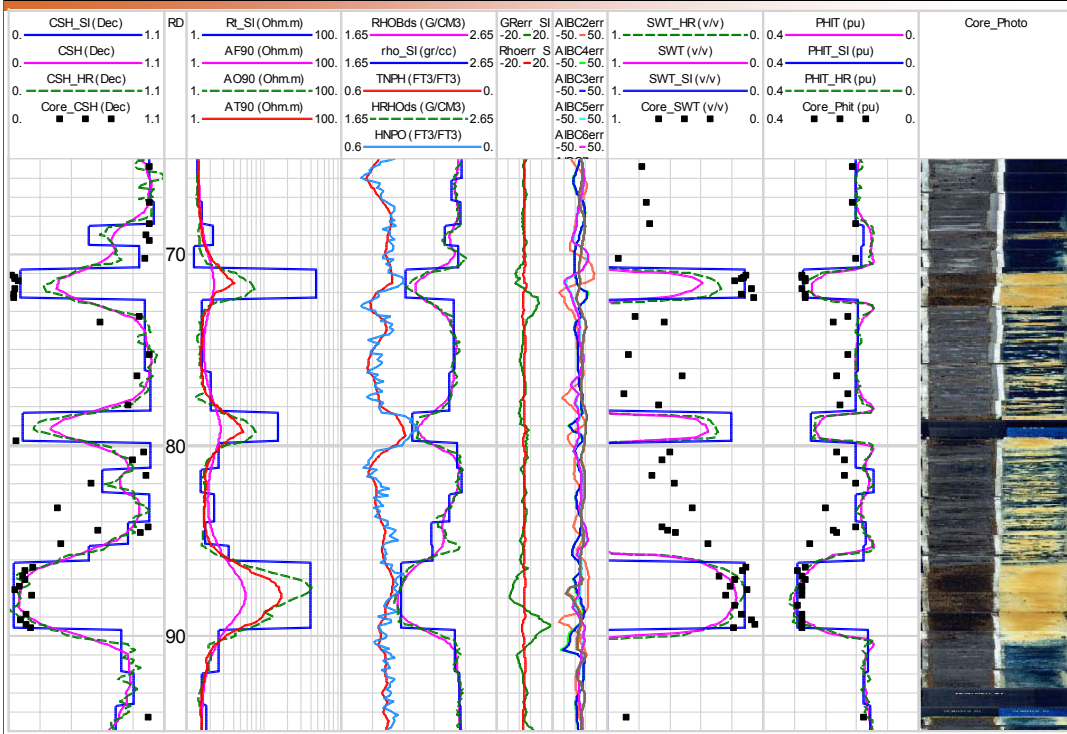 CSH_SI (Dec) RD Rt_SI (Ohm.m) RHOBds (G/CM3) GRerr_SI AIBC2err SWT_HR (v/v) PHIT (pu) Core_Photo
0. 1.1 1. 100. 1.65 2.65 -20. 20. -50. 50. 1. 0. 0.4 0.
CSH (Dec) AF90 (Ohm.m) rho_SI (gr/cc) Rhoerr_S AIBC4err SWT (v/v) PHIT_SI (pu)
0. 1.1 1. 100. 1.65 2.65 -20. 20. -50. 50. 1. 0. 0.4 0.
CSH_HR (Dec) AO90 (Ohm.m) TNPH (FT3/FT3) AIBC3err SWT_SI (v/v) PHIT_HR (pu)
0. 1.1 1. 100. 0.6 0. -50. 50. 1. 0. 0.4 0.
Core_CSH (Dec) AT90 (Ohm.m) HRHOds (G/CM3) AIBC5err Core_SWT (v/v) Core_Phit (pu)
0. 1.1 1. 100. 1.65 2.65 -50. 50. 1. 0. 0.4 0.
HNPO (FT3/FT3) AIBC6err
0.6 0. -50. 50.
70
80
90